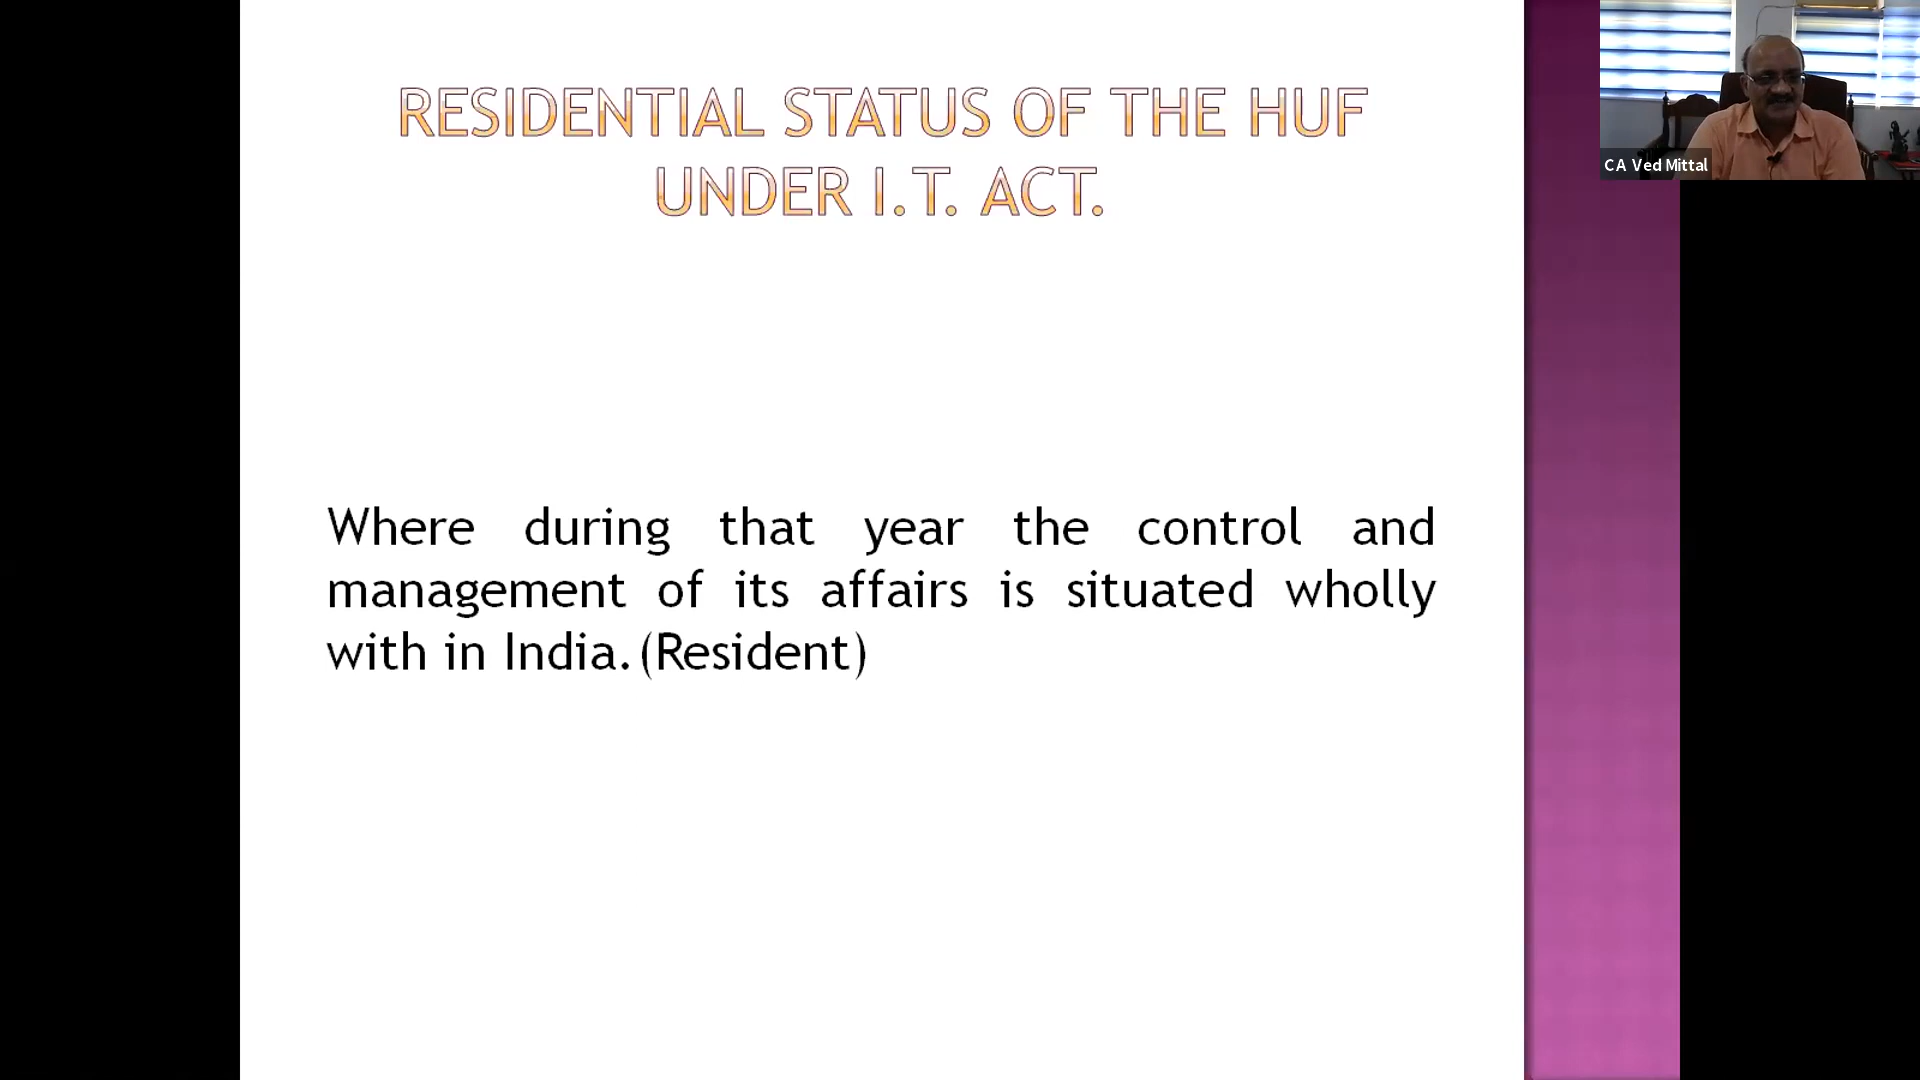 RESIDENTIAL STATUS OF THE HUF
UNDER I.T. ACT.
Where during that year the control and
management of its affairs is situated wholly
with in India. (Resident)
CA Ved Mittal